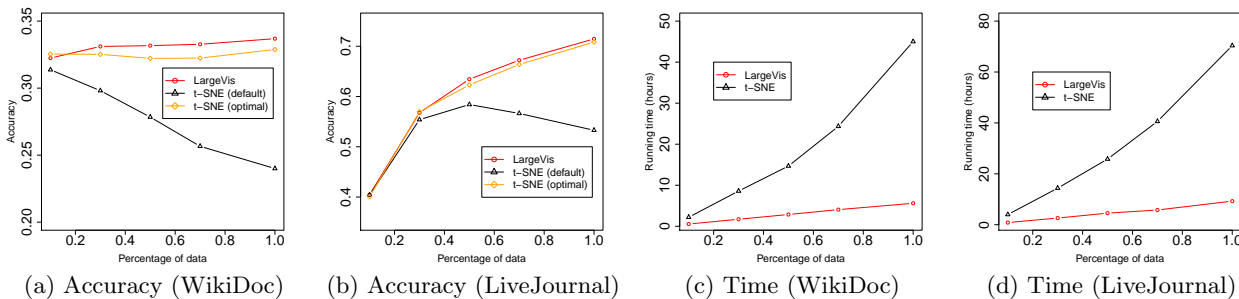 0.35
0.30
0.25
0.20
Accuracy
LargeVis
t−SNE (default)
t−SNE (optimal)
0.2 0.4 0.6 0.8 1.0
Percentage of data
(a) Accuracy (WikiDoc)
0.7
0.6
0.5
0.4
Accuracy
LargeVis
t−SNE (default)
t−SNE (optimal)
0.2 0.4 0.6 0.8 1.0
Percentage of data
(b) Accuracy (LiveJournal)
50
40
30
20
10
0
Running time (hours)
LargeVis
t−SNE
0.2 0.4 0.6 0.8 1.0
Percentage of data
(c) Time (WikiDoc)
80
60
40
20
0
Running time (hours)
LargeVis
t−SNE
0.2 0.4 0.6 0.8 1.0
Percentage of data
(d) Time (LiveJournal)